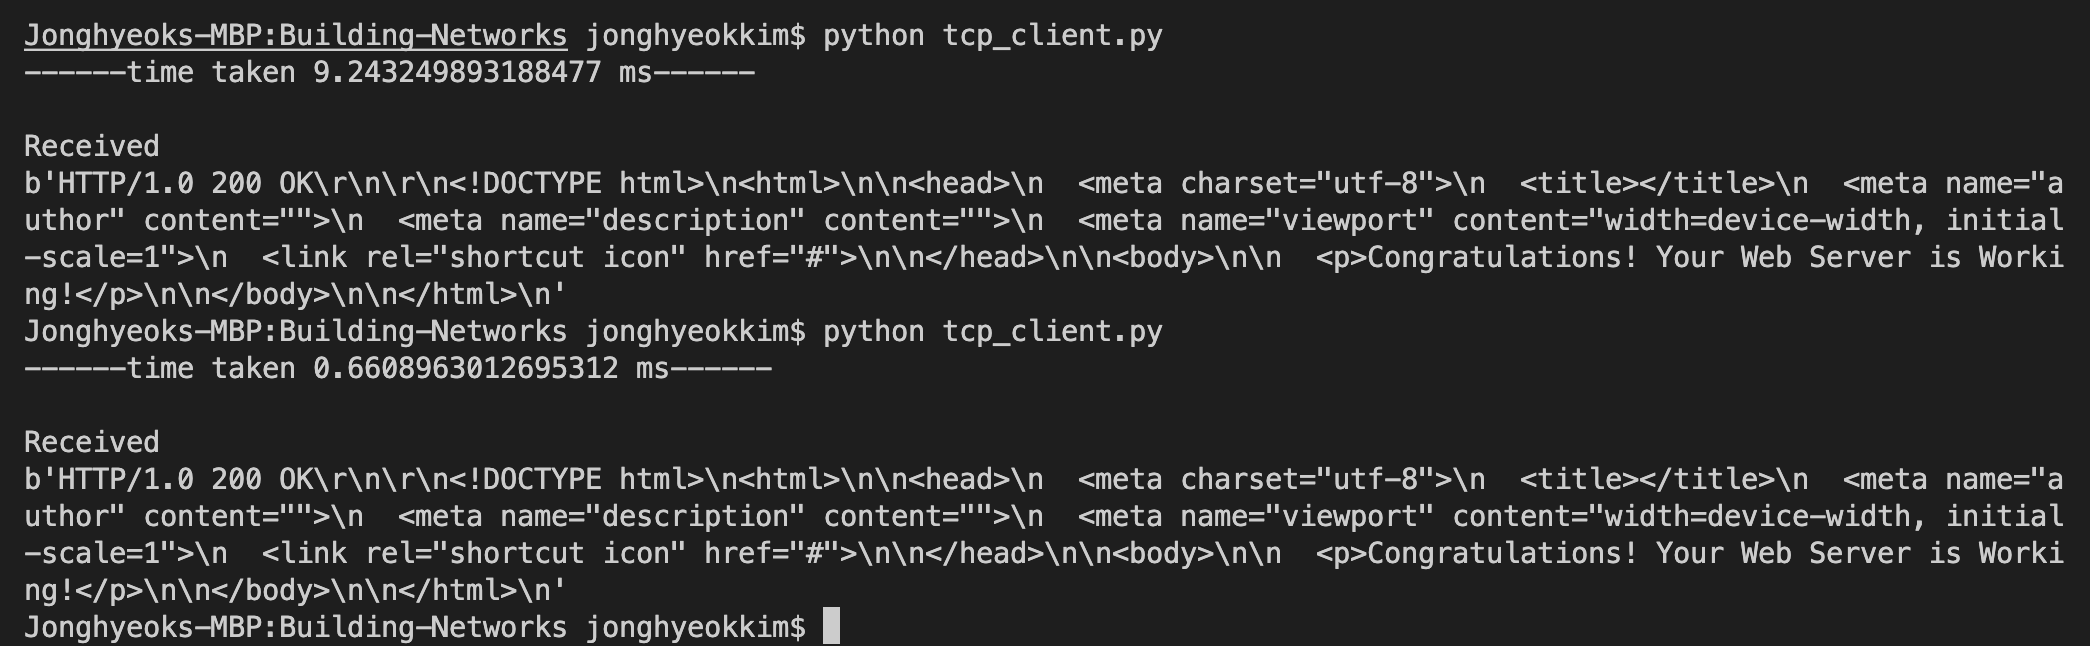 Jonghyeoks-MBP:Building-Networks jonghyeokkim$ python tcp_client.py
------time taken 9.243249893188477 ms------
Received
b'HTTP/1.0 200 OK\r\n\r\n<!DOCTYPE html>\n<html>\n\n<head>\n  <meta charset="utf-8">\n  <title></title>\n  <meta name="a
uthor" content="">\n  <meta name="description" content="">\n  <meta name="viewport" content="width=device-width, initial
-scale=1">\n  <link rel="shortcut icon" href="#">\n\n</head>\n\n<body>\n\n  <p>Congratulations! Your Web Server is Worki
ng!</p>\n\n</body>\n\n</html>\n'
Jonghyeoks-MBP:Building-Networks jonghyeokkim$ python tcp_client.py
------time taken 0.6608963012695312 ms------
Received
b'HTTP/1.0 200 OK\r\n\r\n<!DOCTYPE html>\n<html>\n\n<head>\n  <meta charset="utf-8">\n  <title></title>\n  <meta name="a
uthor" content="">\n  <meta name="description" content="">\n  <meta name="viewport" content="width=device-width, initial
-scale=1">\n  <link rel="shortcut icon" href="#">\n\n</head>\n\n<body>\n\n  <p>Congratulations! Your Web Server is Worki
ng!</p>\n\n</body>\n\n</html>\n'
Jonghyeoks-MBP:Building-Networks jonghyeokkim$